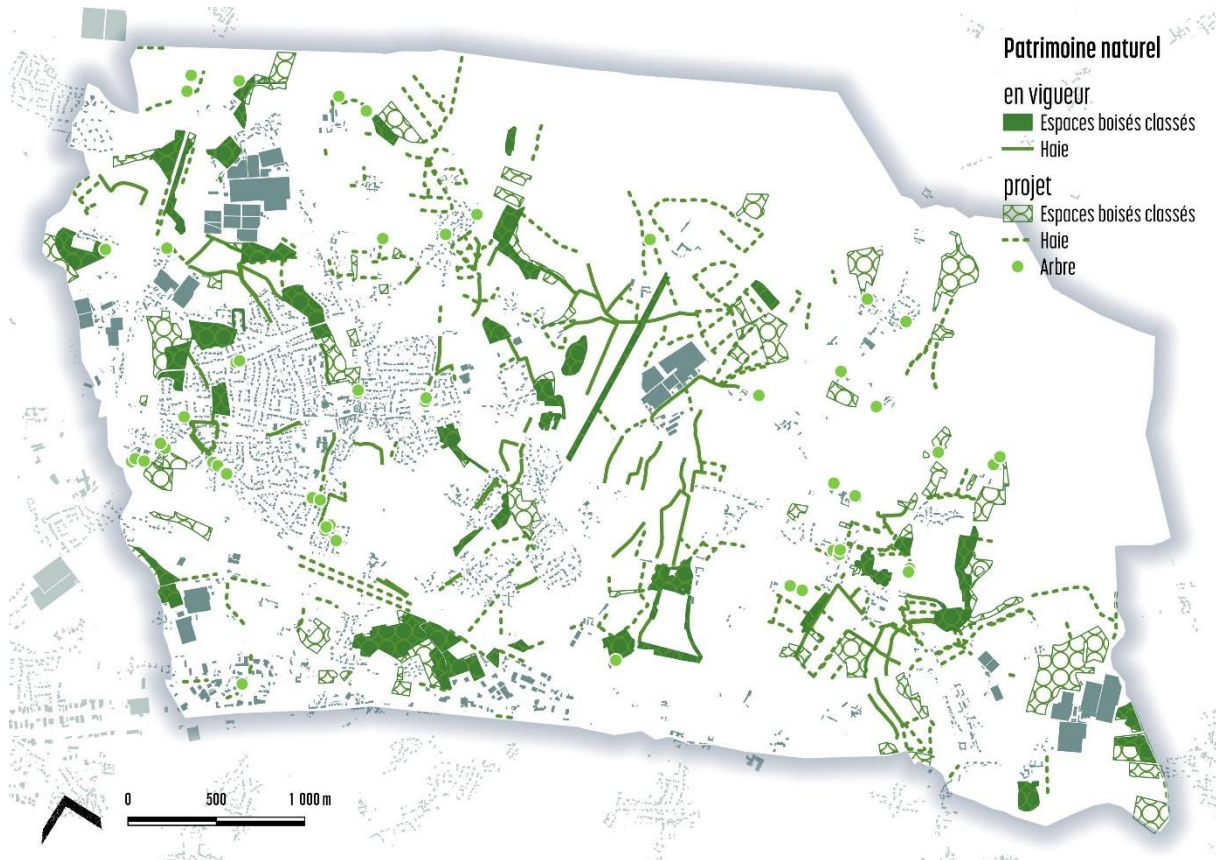 Patrimoine naturel
en vigueur
Espaces boisés classés
Haie
projet
Espaces boisés classés
Haie
Arbre
0 500 1 000 m